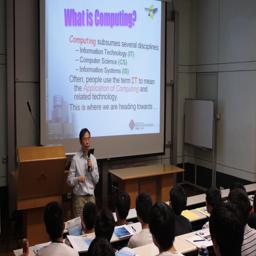 What is Computing?
Computing subsumes several disciplines:
– Information Technology (IT)
– Computer Science (CS)
– Information Systems (IS)
Often, people use the term IT to mean
the Application of Computing and
related technology.
This is where we are heading towards ...